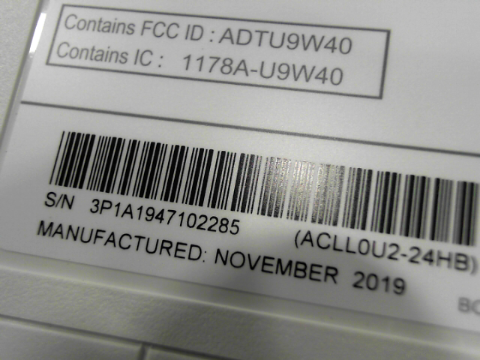 Contains FCC ID : ADTU9W40
Contains IC : 1178A-U9W40
S/N 3P1A1947102285 (ACLL0U2-24HB)
MANUFACTURED: NOVEMBER 2019